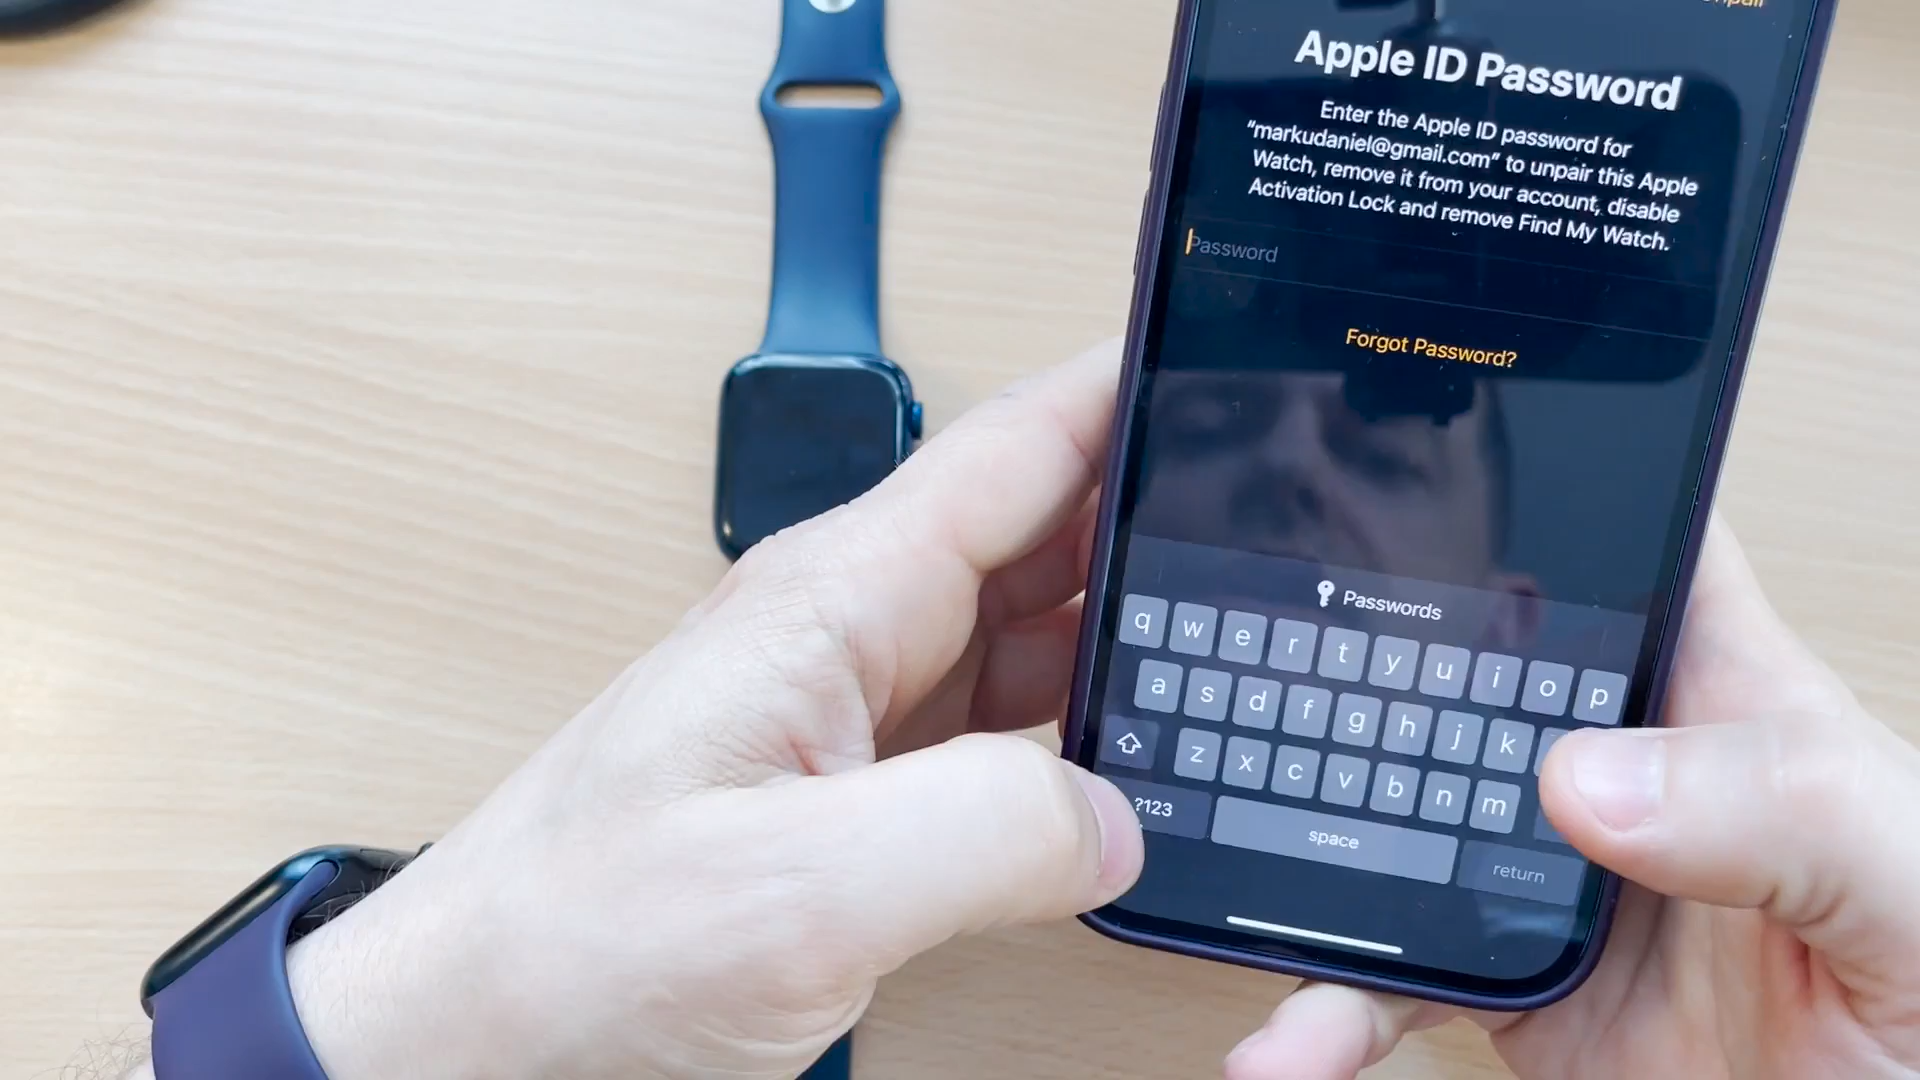 Apple ID Password
Enter the Apple ID password for
“markudaniel@gmail.com” to unpair this Apple
Watch, remove it from your account, disable
Activation Lock and remove Find My Watch.
Password
Forgot Password?
Passwords
q w e r t y u i o p
a s d f g h j k
z x c v b n m
?123 space return